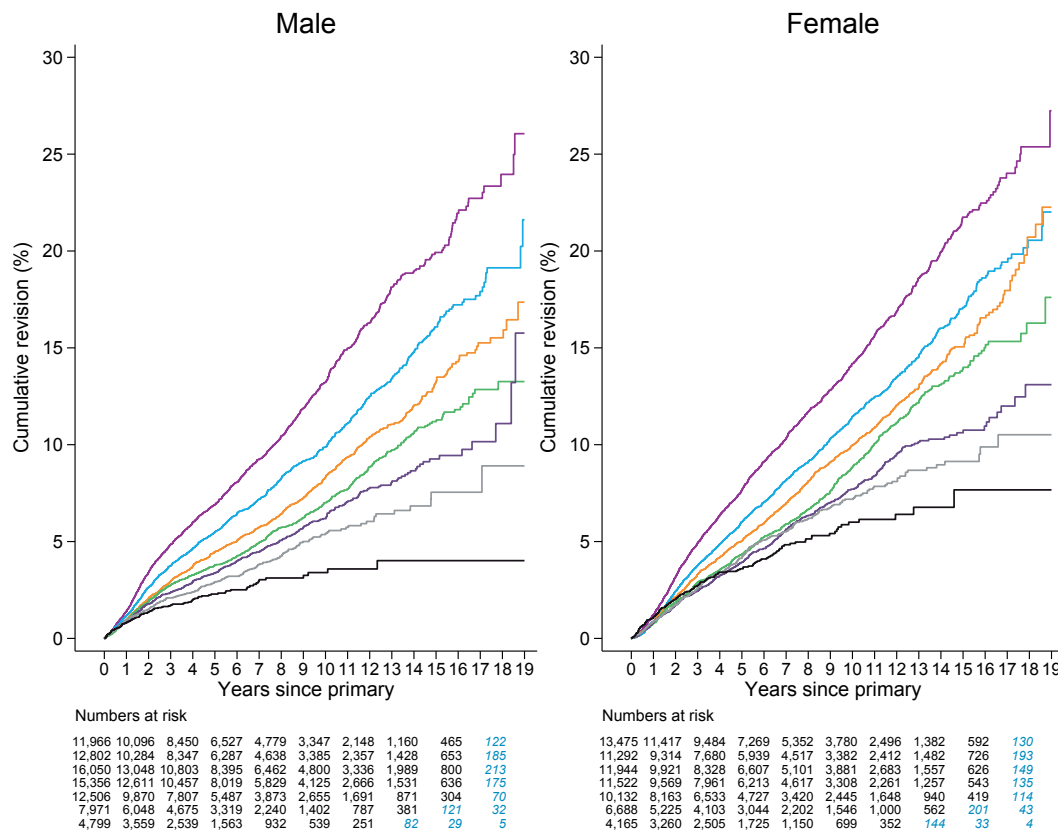 Male
Female
Cumulative revision (%)
30
25
20
15
10
5
0
0 1 2 3 4 5 6 7 8 9 10 11 12 13 14 15 16 17 18 19
Years since primary
Cumulative revision (%)
30
25
20
15
10
5
0
0 1 2 3 4 5 6 7 8 9 10 11 12 13 14 15 16 17 18 19
Years since primary
Numbers at risk
11,966 10,096 8,450 6,527 4,779 3,347 2,148 1,160 465 122
12,802 10,284 8,347 6,287 4,638 3,385 2,357 1,428 653 185
16,050 13,048 10,803 8,395 6,462 4,800 3,336 1,989 800 213
15,356 12,611 10,457 8,019 5,829 4,125 2,666 1,531 636 175
12,506 9,870 7,807 5,487 3,873 2,655 1,691 871 304 70
7,971 6,048 4,675 3,319 2,240 1,402 787 381 121 32
4,799 3,559 2,539 1,563 932 539 251 82 29 5
Numbers at risk
13,475 11,417 9,484 7,269 5,352 3,780 2,496 1,382 592 130
11,292 9,314 7,680 5,939 4,517 3,382 2,412 1,482 726 193
11,944 9,921 8,328 6,607 5,101 3,881 2,683 1,557 626 149
11,522 9,569 7,961 6,213 4,617 3,308 2,261 1,257 543 135
10,132 8,163 6,533 4,727 3,420 2,445 1,648 940 419 114
6,688 5,225 4,103 3,044 2,202 1,546 1,000 562 201 43
4,165 3,260 2,505 1,725 1,150 699 352 144 33 4